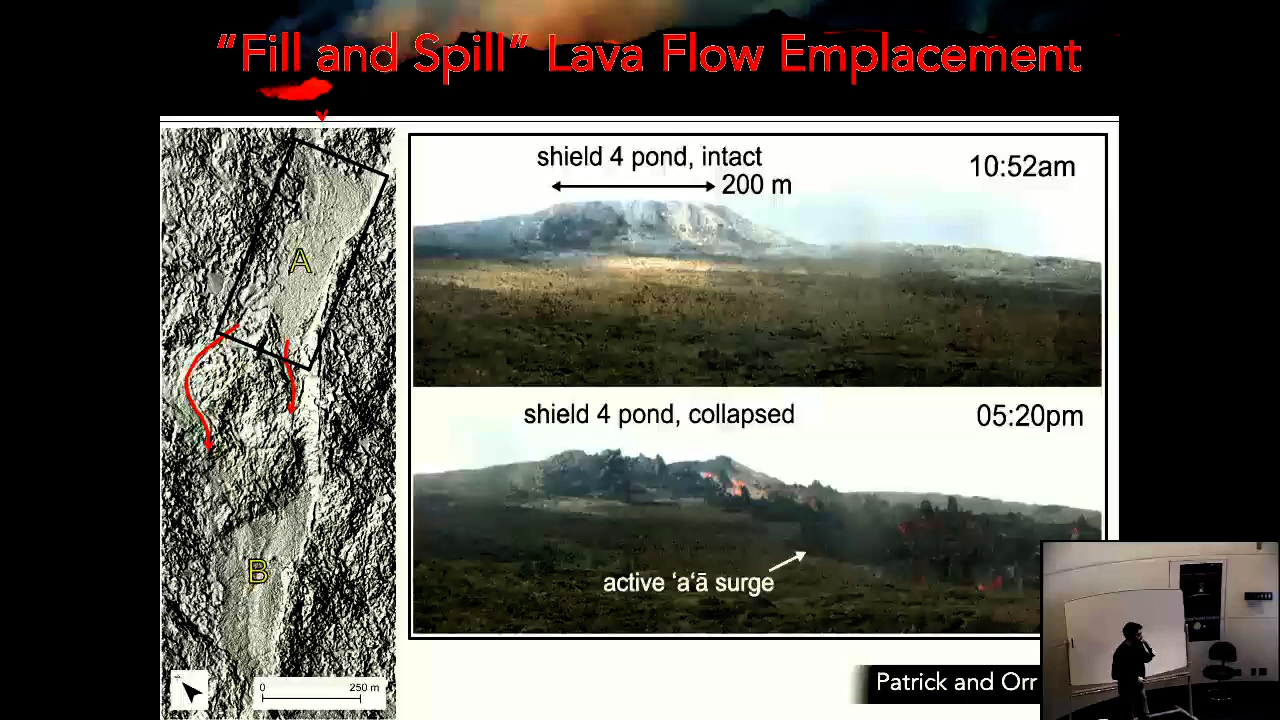 “Fill and Spill” Lava Flow Emplacement
A
B
0 250 m
shield 4 pond, intact
200 m
10:52am
shield 4 pond, collapsed
05:20pm
active ‘a‘ā surge
Patrick and Orr